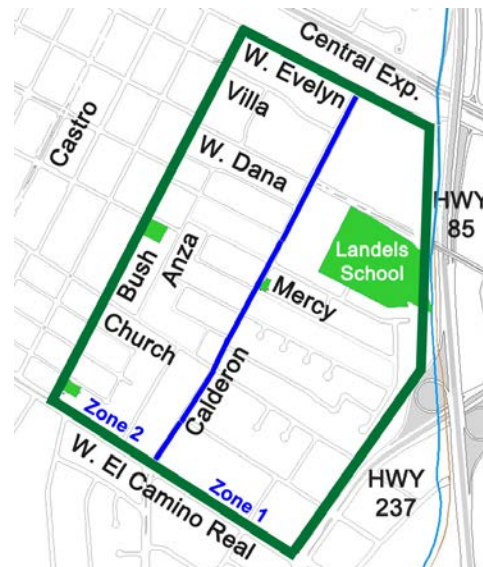 Central Exp.
W. Evelyn
Villa
Castro
W. Dana
HWY
85
Landels
School
Anza
Bush
Mercy
Church
Calderon
Zone 2
Zone 1
W. El Camino Real
HWY
237